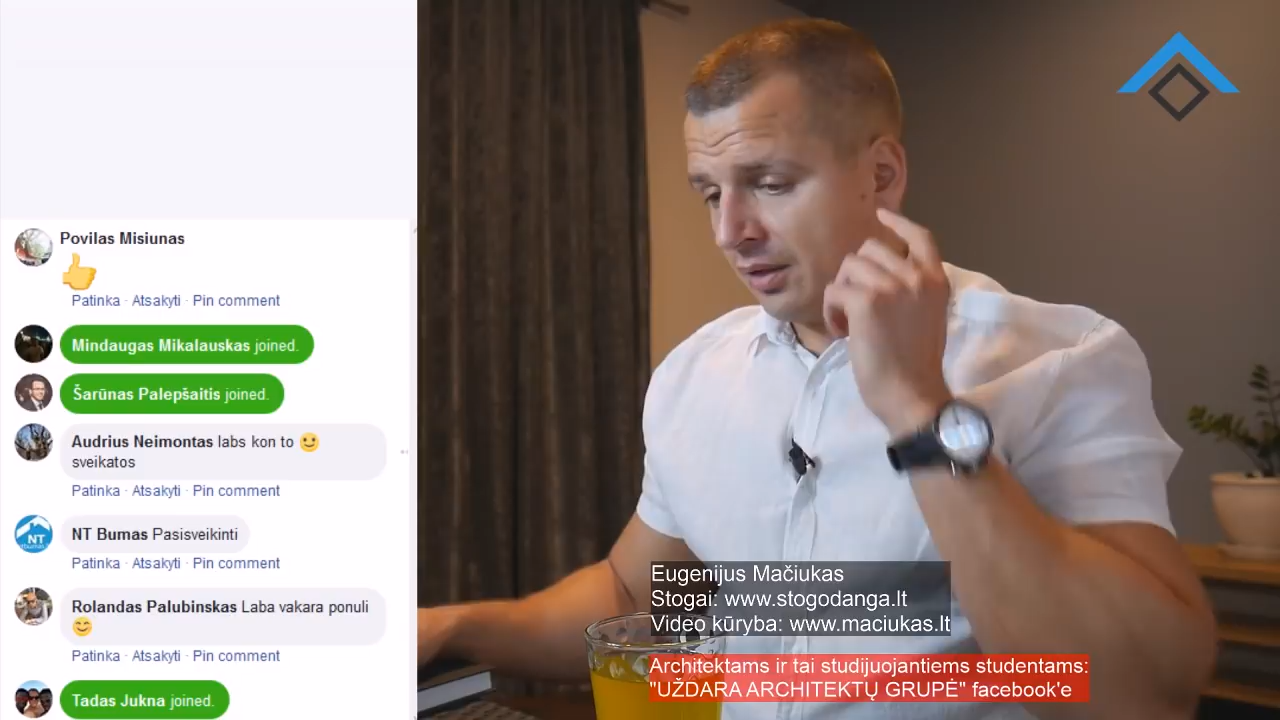 Povilas Misiunas
Patinka · Atsakyti · Pin comment
Mindaugas Mikalauskas joined.
Šarūnas Palepšaitis joined.
Audrius Neimontas labs kon to
sveikatos
Patinka · Atsakyti · Pin comment
NT
NT Bumas Pasisveikinti
Patinka · Atsakyti · Pin comment
Rolandas Palubinskas Laba vakara ponuli
Patinka · Atsakyti · Pin comment
Tadas Jukna joined.
Eugenijus Mačiukas
Stogai: www.stogodanga.lt
Video kūryba: www.maciukas.lt
Architektams ir tai studijuojantiems studentams:
"UŽDARA ARCHITEKTŲ GRUPĖ" facebook'e